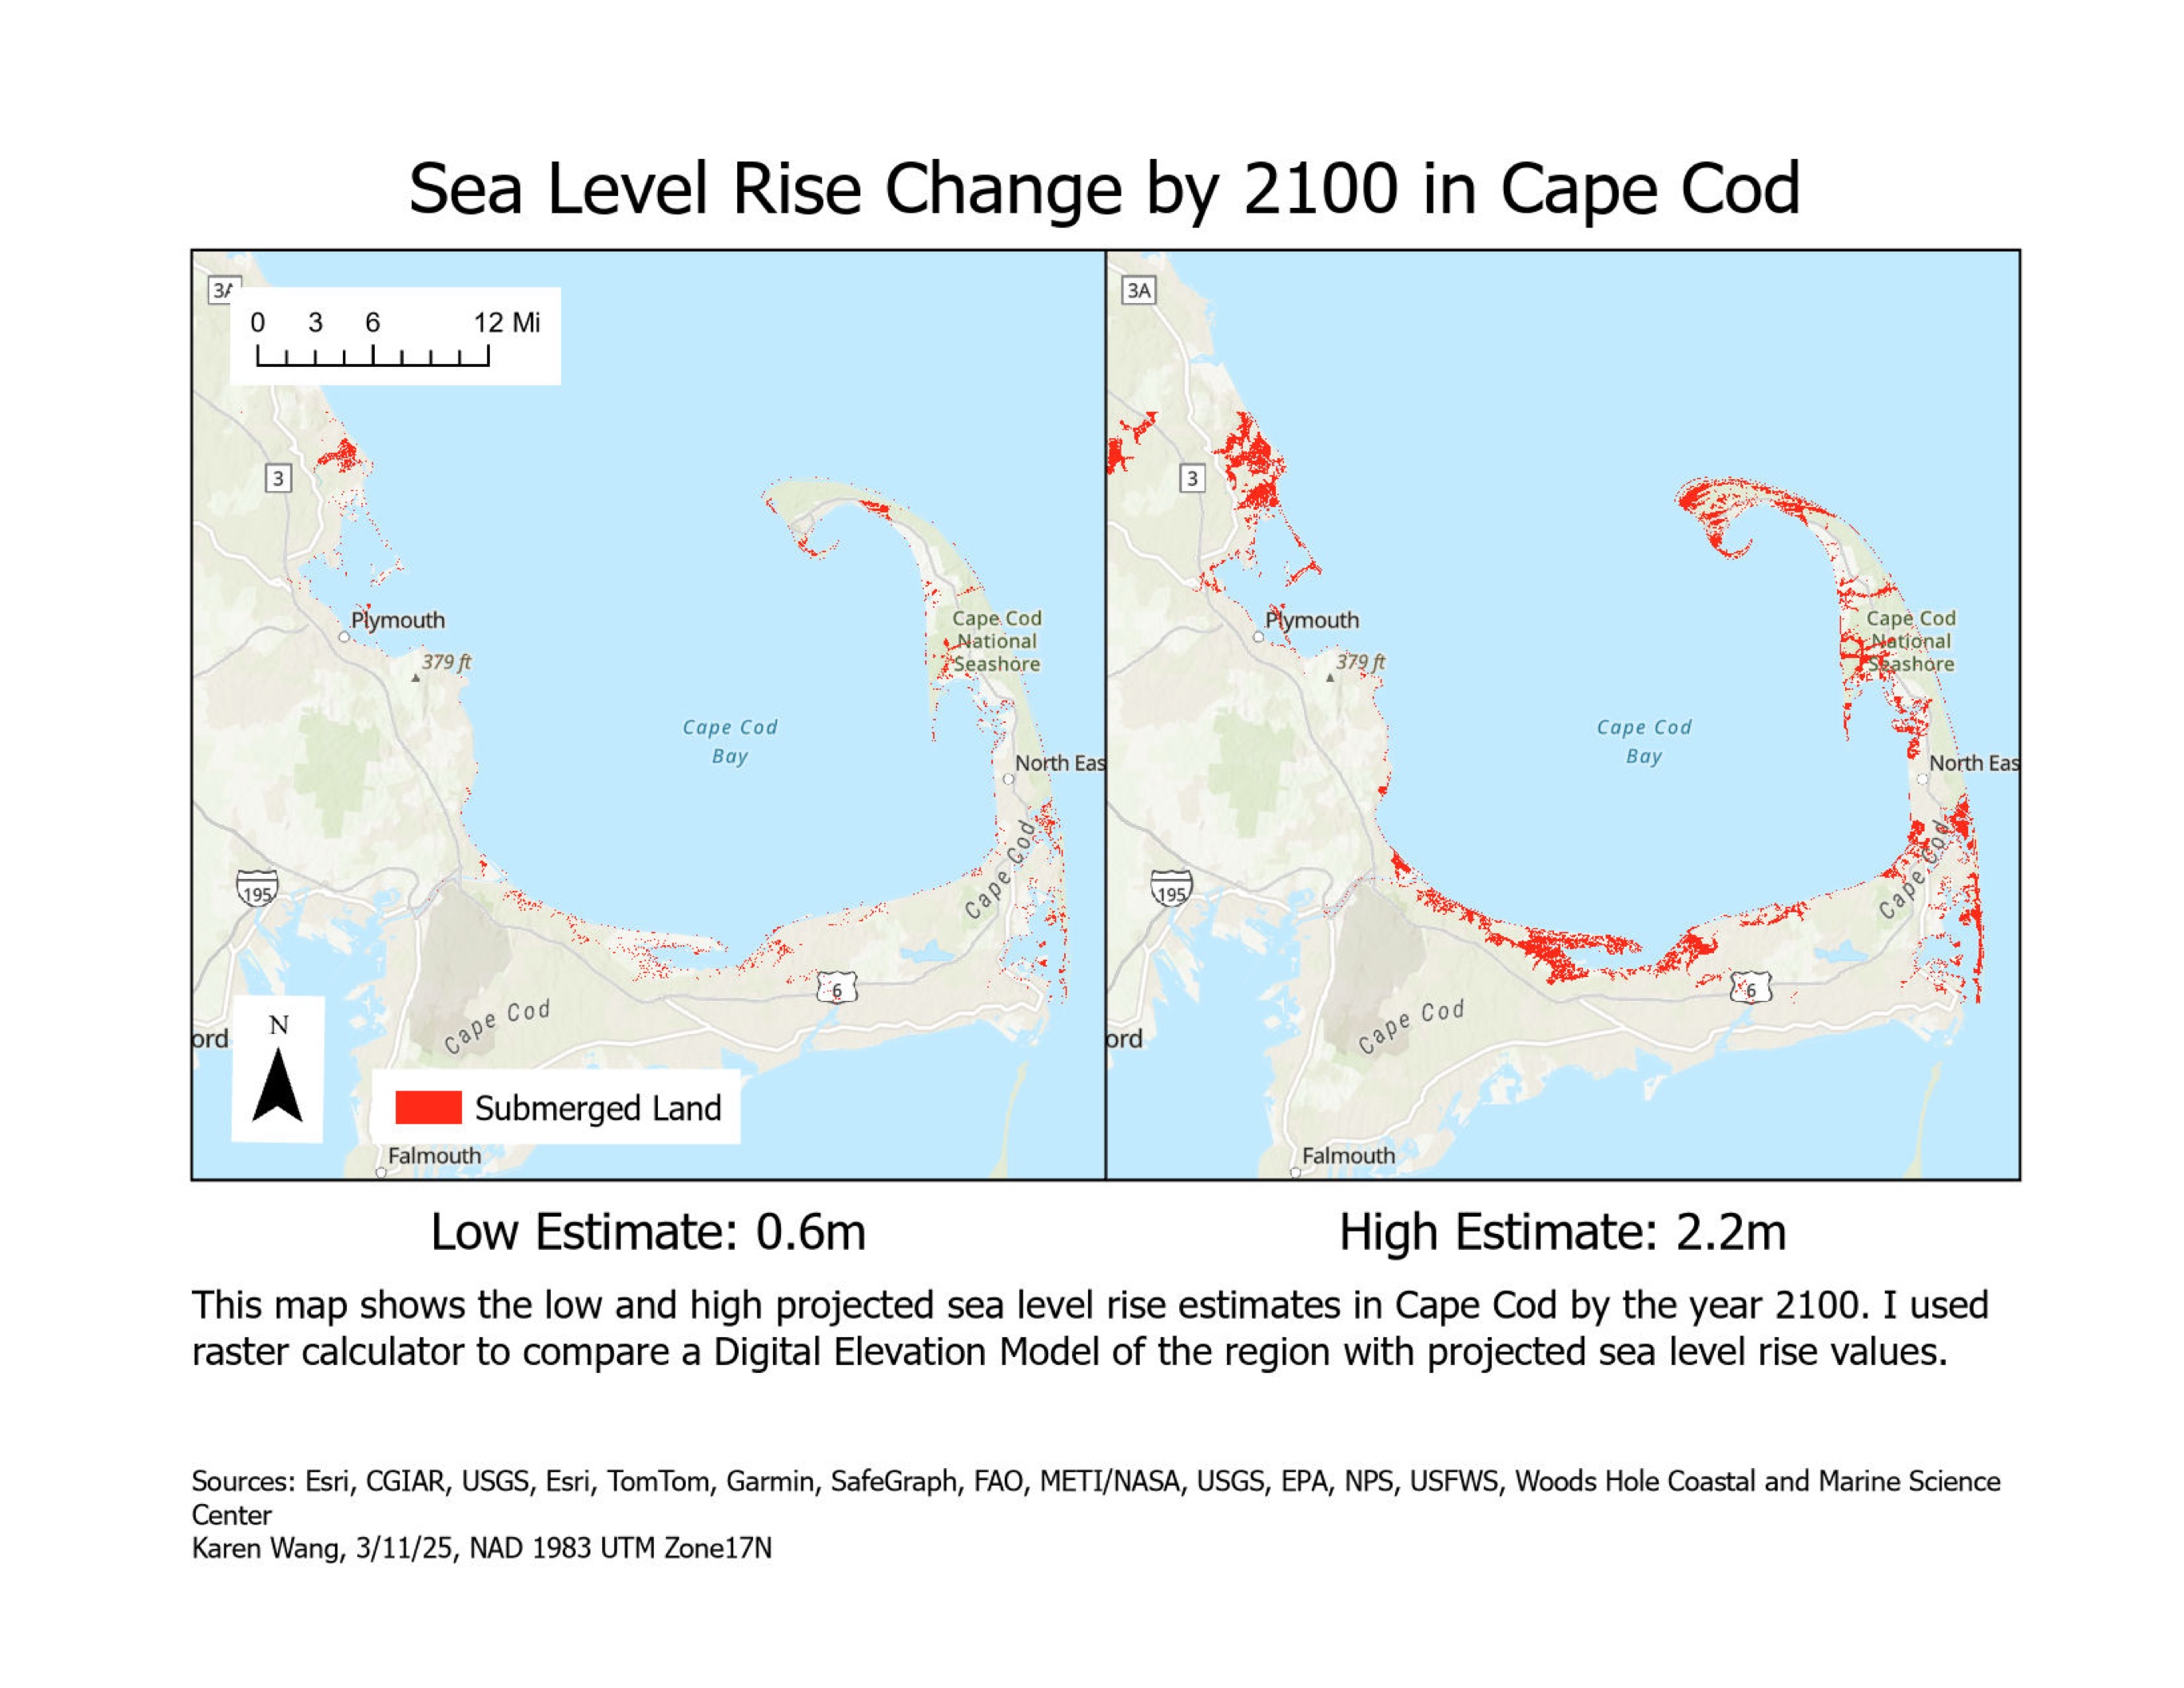 Sea Level Rise Change by 2100 in Cape Cod
3A
0 3 6 12 Mi
3
Plymouth
379 ft
Cape Cod
National
Seashore
Cape Cod
Bay
North Eas
Cape Cod
195
6
Cape Cod
N
ord
Submerged Land
Falmouth
3A
3
Plymouth
379 ft
Cape Cod
National
Seashore
Cape Cod
Bay
North Eas
Cape Cod
195
6
Cape Cod
ord
Falmouth
Low Estimate: 0.6m
High Estimate: 2.2m
This map shows the low and high projected sea level rise estimates in Cape Cod by the year 2100. I used
raster calculator to compare a Digital Elevation Model of the region with projected sea level rise values.
Sources: Esri, CGIAR, USGS, Esri, TomTom, Garmin, SafeGraph, FAO, METI/NASA, USGS, EPA, NPS, USFWS, Woods Hole Coastal and Marine Science
Center
Karen Wang, 3/11/25, NAD 1983 UTM Zone17N